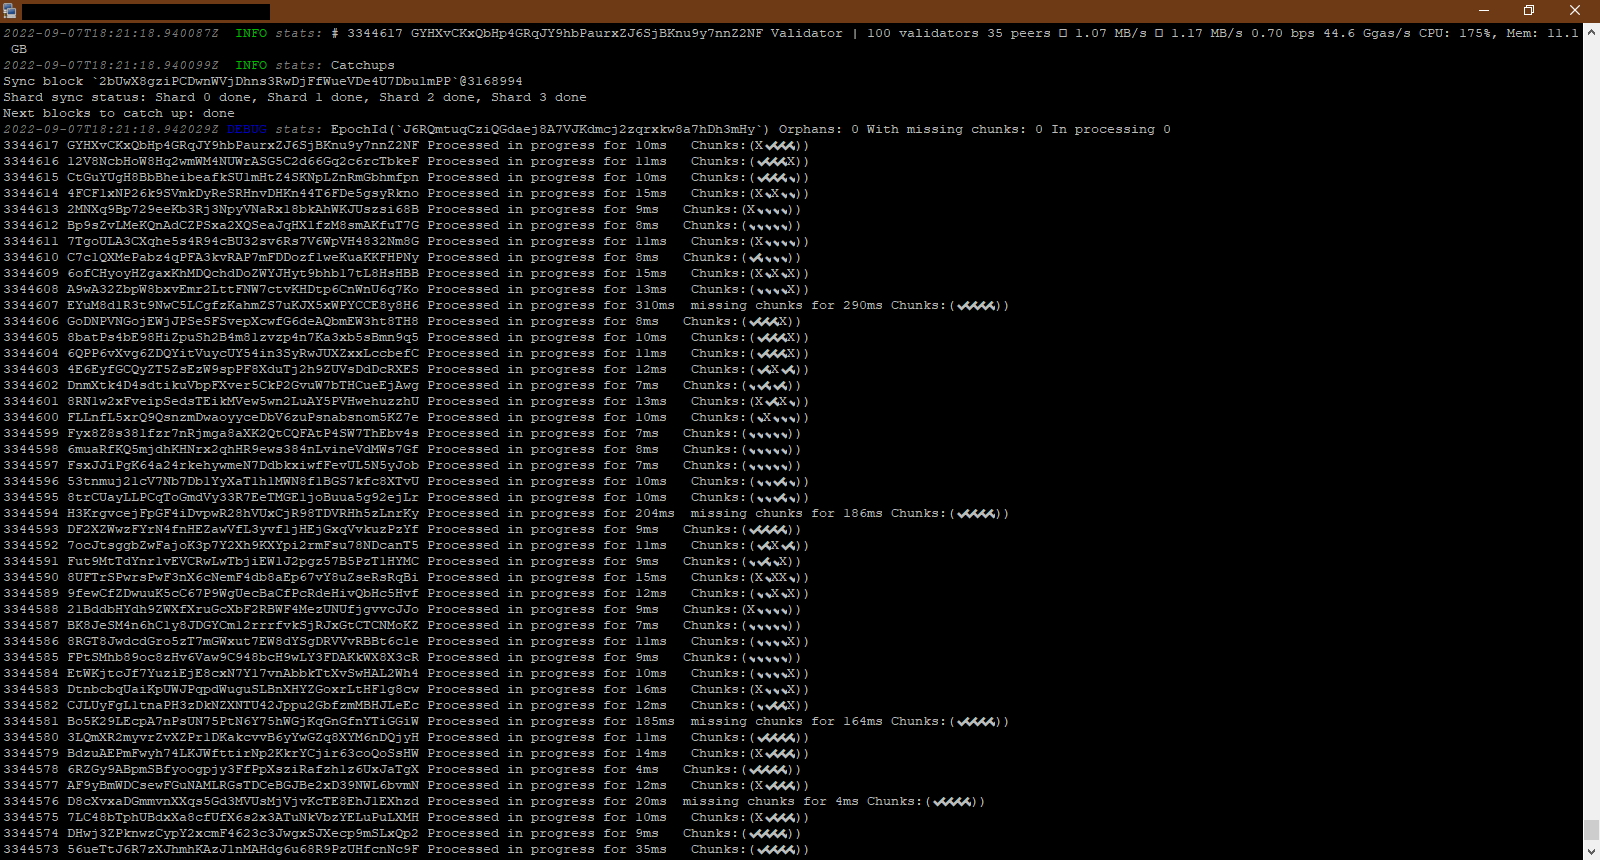 2022-09-07T18:21:18.940087Z  INFO stats: # 3344617 GYHXvCKxQbHp4GRqJY9hbPaurxZJ6SjBKnu9y7nnZ2NF Validator | 100 validators 35 peers ⬇ 1.07 MB/s ⬆ 1.17 MB/s 0.70 bps 44.6 Ggas/s CPU: 175%, Mem: 11.1
 GB
2022-09-07T18:21:18.940099Z  INFO stats: Catchups
Sync block `2bUwX8gziPCDwnWVjDhns3RwDjFfWueVDe4U7Dbu1mPP`@3168994
Shard sync status: Shard 0 done, Shard 1 done, Shard 2 done, Shard 3 done
Next blocks to catch up: done
2022-09-07T18:21:18.942029Z DEBUG stats: EpochId(`J6RQmtuqCziQGdaej8A7VJKdmcj2zqrxkw8a7hDh3mHy`) Orphans: 0 With missing chunks: 0 In processing 0
3344617 GYHXvCKxQbHp4GRqJY9hbPaurxZJ6SjBKnu9y7nnZ2NF Processed in progress for 10ms   Chunks:(X✔✔✔))
3344616 12V8NcbHoW8Hq2wmWM4NUWrASG5C2d66Gq2c6rcTbkeF Processed in progress for 11ms   Chunks:(✔✔✔X))
3344615 CtGuYUgH8BbBheibeafkSU1mHtZ4SKNpLZnRmGbhmfpn Processed in progress for 10ms   Chunks:(✔✔✔✔))
3344614 4FCF1xNP26k9SVmkDyReSRHnvDHKn44T6FDe5gsyRkno Processed in progress for 15ms   Chunks:(X✔X✔✔))
3344613 2MNXq9Bp729eeKb3Rj3NpyVNaRx18bkAhWKJUszsi68B Processed in progress for 9ms   Chunks:(X✔✔✔))
3344612 Bp9sZvLMeKQnAdCZPSxa2XQSeaJqHX1fzM8smAKfuT7G Processed in progress for 8ms   Chunks:(✔✔✔✔))
3344611 7TgoULA3CXqhe5s4R94cBU32sv6Rs7V6WpVH4832Nm8G Processed in progress for 11ms   Chunks:(X✔✔✔))
3344610 C7c1QXMePabz4qPFA3kvRAP7mFDDozf1weKuaKKFHPNy Processed in progress for 8ms   Chunks:(✔✔✔✔))
3344609 6ofCHyoyHZgaxKhMDQchdDoZWYJHyt9bhb17tL8HsHBB Processed in progress for 15ms   Chunks:(X✔X✔X))
3344608 A9wA32ZbpW8bxvEmr2LttFNW7ctvKHDtp6CnWnU6q7Ko Processed in progress for 13ms   Chunks:(✔✔✔X))
3344607 EYuM8d1R3t9NwC5LCgfzKahmZS7uKJX5xWPYCCE8y8H6 Processed in progress for 310ms  missing chunks for 290ms Chunks:(✔✔✔✔))
3344606 GoDNPVNGojEWjJPSeSFSvepXcwfG6deAQbmEW3ht8TH8 Processed in progress for 8ms   Chunks:(✔✔✔X))
3344605 8batPs4bE98HiZpuSh2B4m81zvzp4n7Ka3xb5sBmn9q5 Processed in progress for 10ms   Chunks:(✔✔✔X))
3344604 6QPP6vXvg6ZDQYitVuycUY54in3SyRwJUXZxxLccbefC Processed in progress for 11ms   Chunks:(✔✔✔X))
3344603 4E6EyfGCQyZT5ZsEzW9spPF8XduTj2h9ZUVsDdDcRXES Processed in progress for 12ms   Chunks:(✔X✔✔))
3344602 DnmXtk4D4sdtikuVbpFXver5CkP2GvuW7bTHCueEjAwg Processed in progress for 7ms   Chunks:(✔✔✔✔))
3344601 8RN1w2xFveipSedsTEikMVew5wn2LuAY5PVHwehuzzhU Processed in progress for 13ms   Chunks:(X✔X✔))
3344600 FLLnfL5xrQ9QsnzmDwaoyyceDbV6zuPsnabsnom5KZ7e Processed in progress for 10ms   Chunks:(✔X✔✔))
3344599 Fyx8Z8s381fzr7nRjmga8aXK2QtCQFAtP4SW7ThEbv4s Processed in progress for 7ms   Chunks:(✔✔✔✔))
3344598 6muaRfKQ5mjdhKHNrx2qhHR9ews384nLvineVdMWs7Gf Processed in progress for 8ms   Chunks:(✔✔✔✔))
3344597 FsxJJiPgK64a24rkehywmeN7DdbkxiwfFevUL5N5yJob Processed in progress for 7ms   Chunks:(✔✔✔✔))
3344596 53tnmuj21cV7Nb7Db1YyXaT1h1MWN8f1BGS7kfc8XTvU Processed in progress for 10ms   Chunks:(✔✔✔✔))
3344595 8trCUayLLPCqToGmdVy33R7EeTMGE1joBuua5g92ejLr Processed in progress for 10ms   Chunks:(✔✔✔✔))
3344594 H3KrgvcejFpGF4iDvpwR28hVUxCjR98TDVRHh5zLnrKy Processed in progress for 204ms  missing chunks for 186ms Chunks:(✔✔✔✔))
3344593 DF2XZWwzFYrN4fnHEZawVfL3yvf1jHEjGxqVvkuzPzYf Processed in progress for 9ms   Chunks:(✔✔✔✔))
3344592 7ocJtsggbZwFajoK3p7Y2Xh9KXYpi2rmFsu78NDcanT5 Processed in progress for 11ms   Chunks:(✔X✔✔))
3344591 Fut9MtTdYnr1vEVCRwLwTbjiEW1J2pgz57B5PzT1HYMC Processed in progress for 9ms   Chunks:(✔✔✔X))
3344590 8UFTrSPwrsPwF3nX6cNemF4db8aEp67vY8uZseRsRqBi Processed in progress for 15ms   Chunks:(X✔XX✔))
3344589 9fewCfZDwuuK5cC67P9WgUecBaCfPcRdeHivQbHc5Hvf Processed in progress for 12ms   Chunks:(✔✔X✔X))
3344588 21BddbHYdh9ZWXfXruGcXbF2RBWF4MezUNUfjgvvcJJo Processed in progress for 9ms   Chunks:(X✔✔✔))
3344587 BK8JeSM4n6hC1y8JDGYCm12rrrfvkSjRJxGtCTCNMoKZ Processed in progress for 7ms   Chunks:(✔✔✔✔))
3344586 8RGT8JwdcdGro5zT7mGWxut7EW8dYSgDRVVvRBBt6c1e Processed in progress for 11ms   Chunks:(✔✔✔X))
3344585 FPtSMhb89oc8zHv6Vaw9C948bcH9wLY3FDAKkWX8X3cR Processed in progress for 9ms   Chunks:(✔✔✔✔))
3344584 EtWKjtcJf7YuziEjE8cxN7Y17vnAbbkTtXvSwHAL2Wh4 Processed in progress for 10ms   Chunks:(✔✔✔X))
3344583 DtnbcbqUaiKpUWJPqpdWuguSLBnXHYZGoxrLtHF1g8cw Processed in progress for 16ms   Chunks:(X✔✔X))
3344582 CJLUyFgL1tnaPH3zDkNZXNTU42Jppu2GbfzmMBHJLeEc Processed in progress for 12ms   Chunks:(✔✔✔X))
3344581 Bo5K29LEcpA7nPsUN75PtN6Y75hWGjKqGnGfnYTiGGiW Processed in progress for 185ms  missing chunks for 164ms Chunks:(✔✔✔✔))
3344580 3LQmXR2myvrZvXZPr1DKakcvvB6yYwGZq8XYM6nDQjyH Processed in progress for 11ms   Chunks:(✔✔✔✔))
3344579 BdzuAEPmFwyh74LKJWfttirNp2KkrYCjir63coQoSsHW Processed in progress for 14ms   Chunks:(X✔✔✔))
3344578 6RZGy9ABpmSBfyoogpjy3FfPpXsziRafzh1z6UxJaTgX Processed in progress for 4ms   Chunks:(✔✔✔✔))
3344577 AF9yBmWDCsewFGuNAMLRGsTDCeBGJBe2xD39NWL6bvmN Processed in progress for 12ms   Chunks:(X✔✔✔))
3344576 D8cXvxaDGmmvnXXqs5Gd3MVUsMjVjvKcTE8EhJ1EXhzd Processed in progress for 20ms  missing chunks for 4ms Chunks:(✔✔✔✔))
3344575 7LC48bTphUBdxXa8cfUfX6s2x3ATuNkVbzYELuPuLXMH Processed in progress for 10ms   Chunks:(X✔✔✔))
3344574 DHwj3ZPknwzCypY2xcmF4623c3JwgxSJXecp9mSLxQp2 Processed in progress for 9ms   Chunks:(✔✔✔✔))
3344573 56ueTtJ6R7zXJhmhKAzJ1nMAHdg6u68R9PzUHfcnNc9F Processed in progress for 35ms   Chunks:(✔✔✔✔))